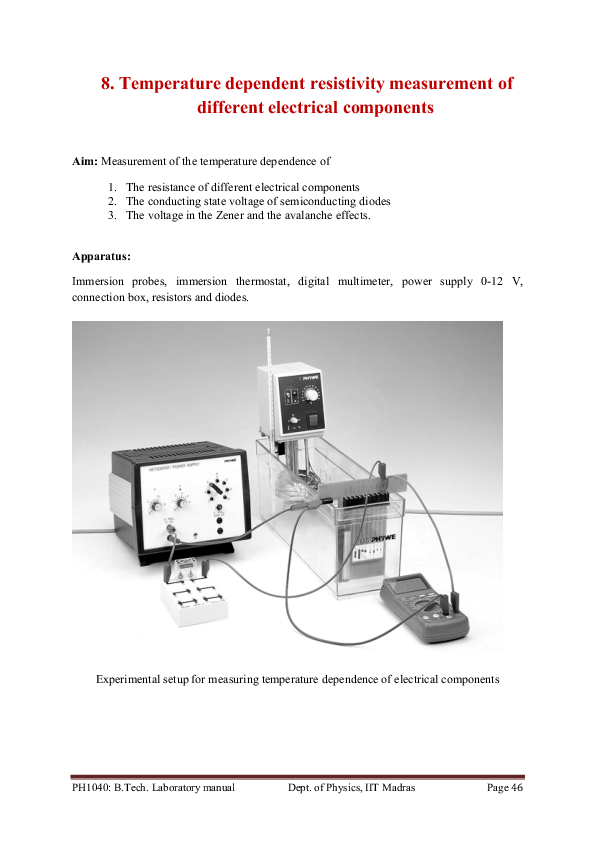 8. Temperature dependent resistivity measurement of
different electrical components
Aim: Measurement of the temperature dependence of
1. The resistance of different electrical components
2. The conducting state voltage of semiconducting diodes
3. The voltage in the Zener and the avalanche effects.
Apparatus:
Immersion probes, immersion thermostat, digital multimeter, power supply 0-12 V,
connection box, resistors and diodes.
PHYWE
PHYWE
Experimental setup for measuring temperature dependence of electrical components
PH1040: B.Tech. Laboratory manual Dept. of Physics, IIT Madras Page 46